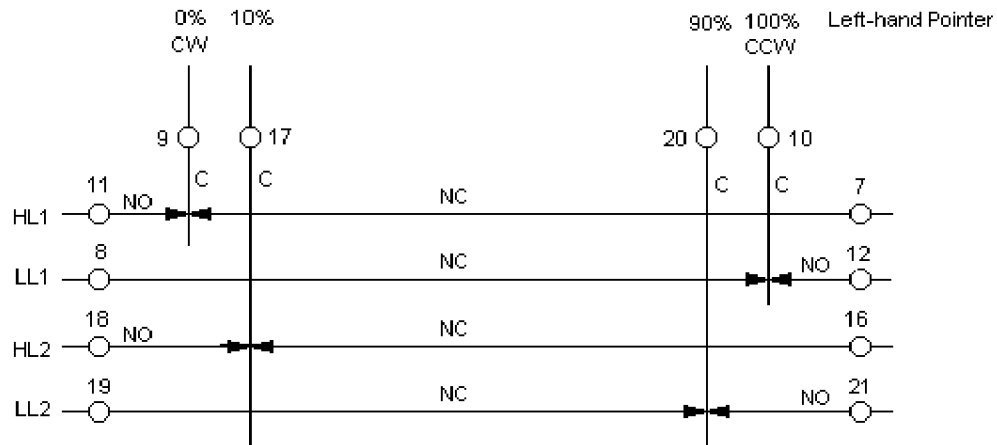 0% 10% 90% 100% Left-hand Pointer
CW CCW
9 17 20 10
C C C C
11 NO NC 7
HL1
8 NC 12
LL1 NO
18 NO NC 16
HL2
19 NC 21
LL2 NO